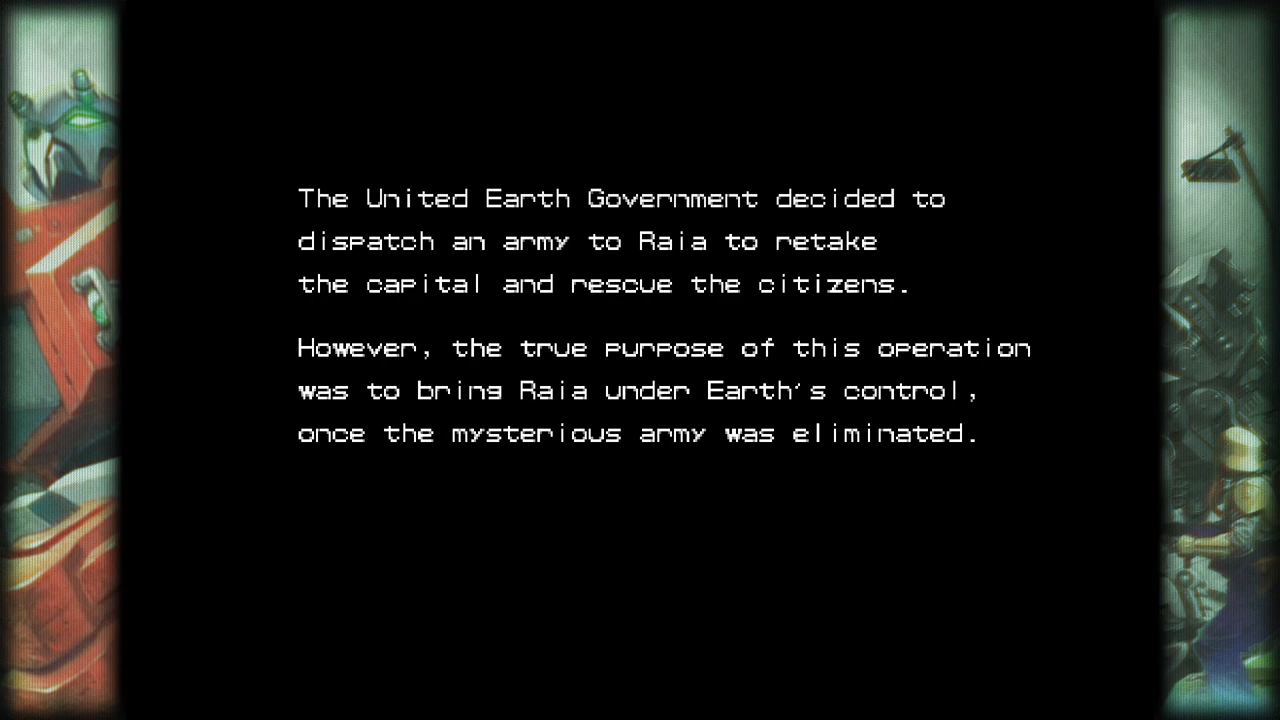 The United Earth Government decided to
dispatch an army to Raia to retake
the capital and rescue the citizens.
However, the true purpose of this operation
was to bring Raia under Earth's control,
once the mysterious army was eliminated.